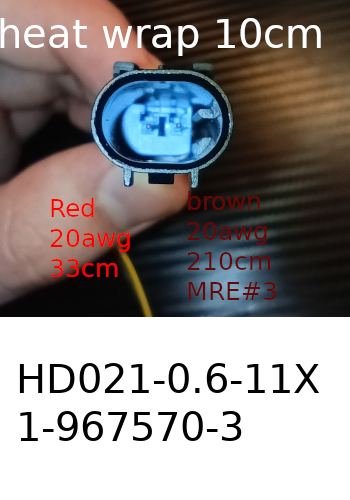 heat wrap 10cm
Red
20awg
33cm
brown
20awg
210cm
MRE#3
HD021-0.6-11X
1-967570-3